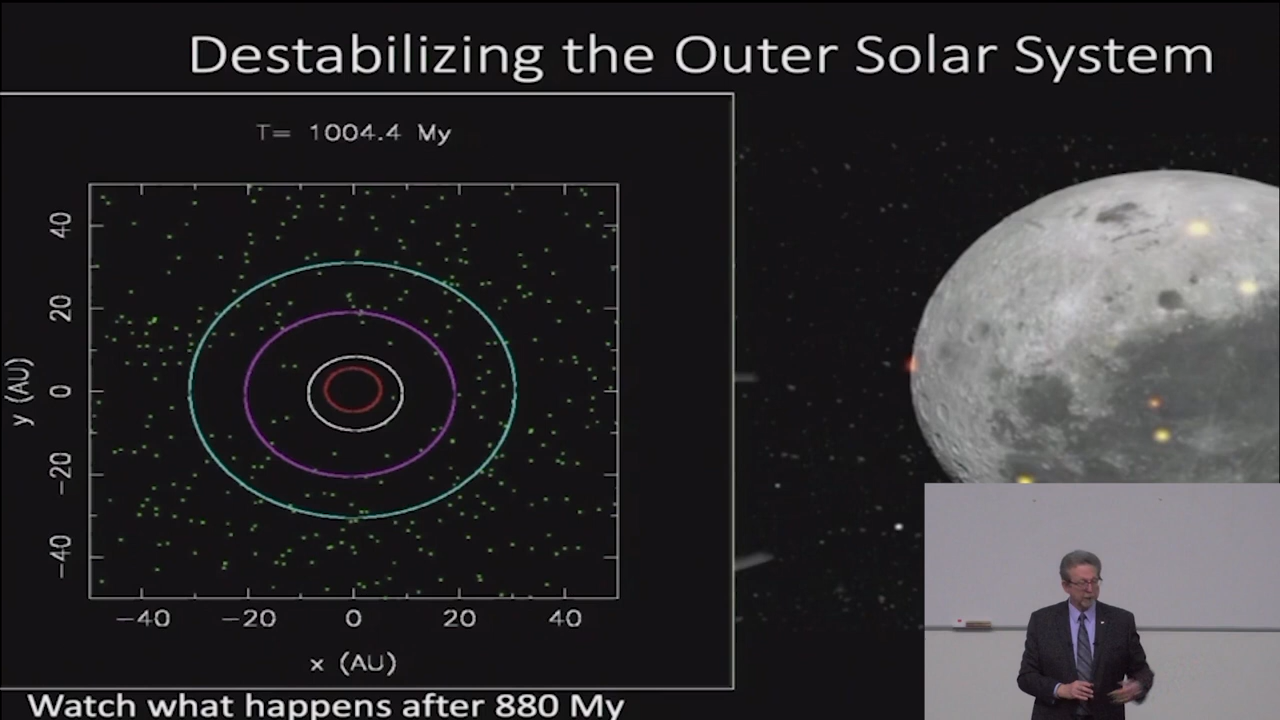 Destabilizing the Outer Solar System
T= 1004.4 My
40
20
0
-20
-40
y (AU)
-40 -20 0 20 40
x (AU)
Watch what happens after 880 My